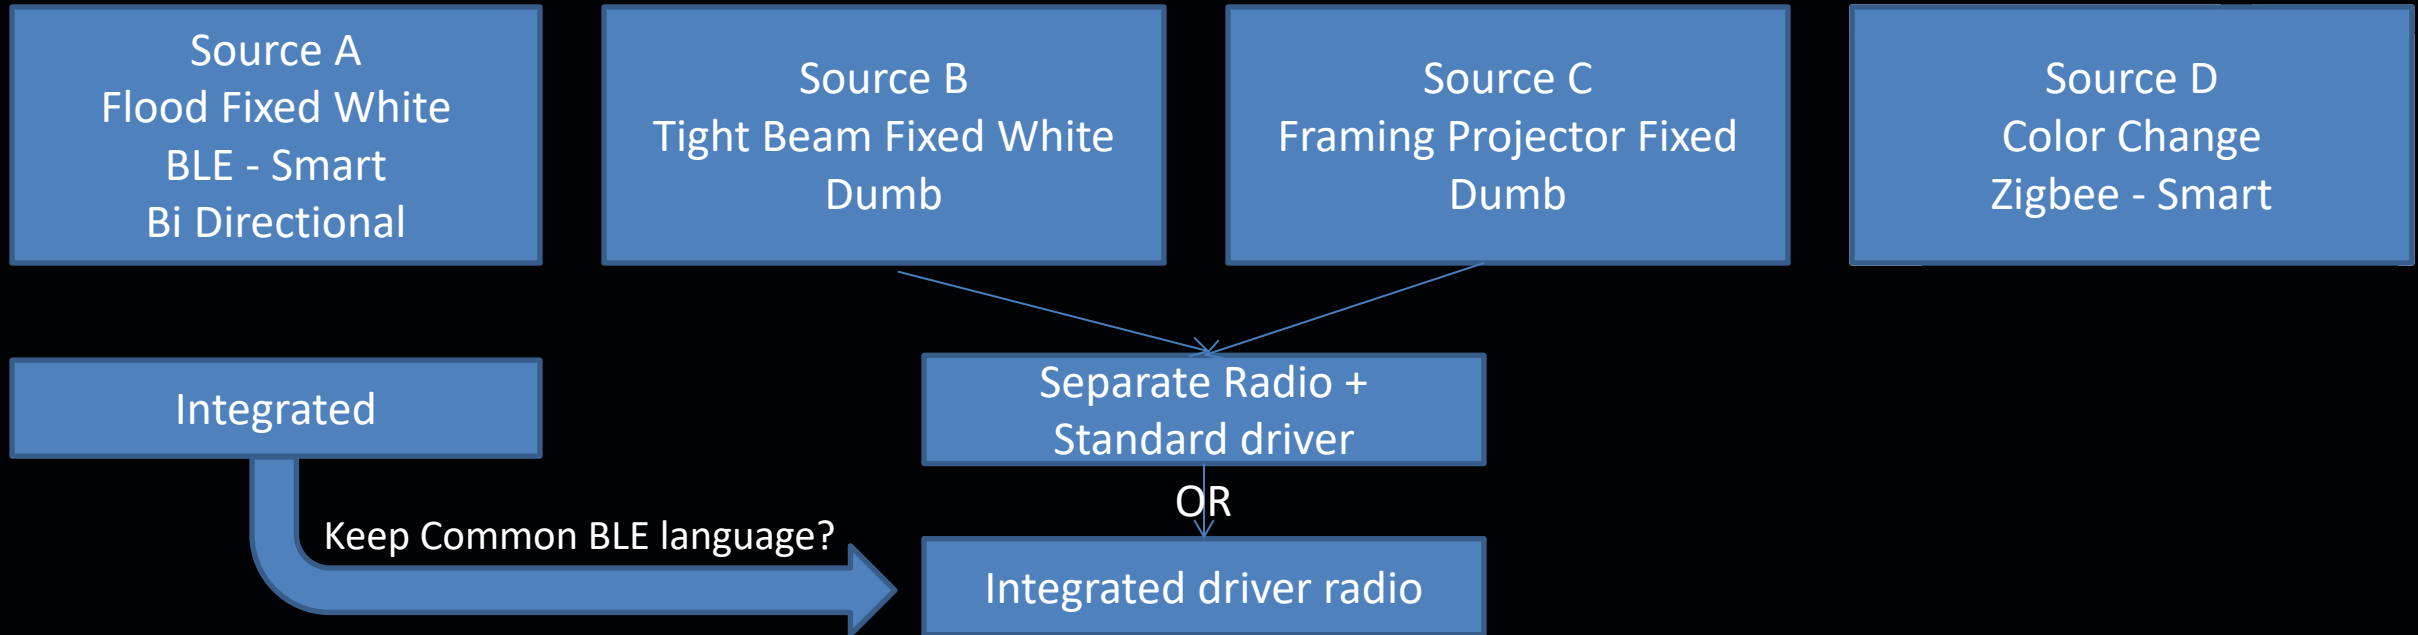 Source A
Flood Fixed White
BLE - Smart
Bi Directional
Source B
Tight Beam Fixed White
Dumb
Source C
Framing Projector Fixed
Dumb
Source D
Color Change
Zigbee - Smart
Integrated
Separate Radio +
Standard driver
OR
Keep Common BLE language?
Integrated driver radio